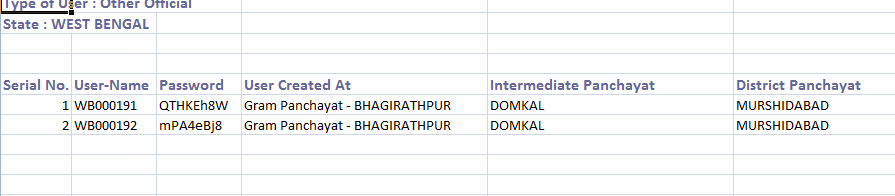 Type of User : Other Official
State : WEST BENGAL
Serial No. User-Name Password User Created At Intermediate Panchayat District Panchayat
1 WB000191 QTHKEh8W Gram Panchayat - BHAGIRATHPUR DOMKAL MURSHIDABAD
2 WB000192 mPA4eBj8 Gram Panchayat - BHAGIRATHPUR DOMKAL MURSHIDABAD